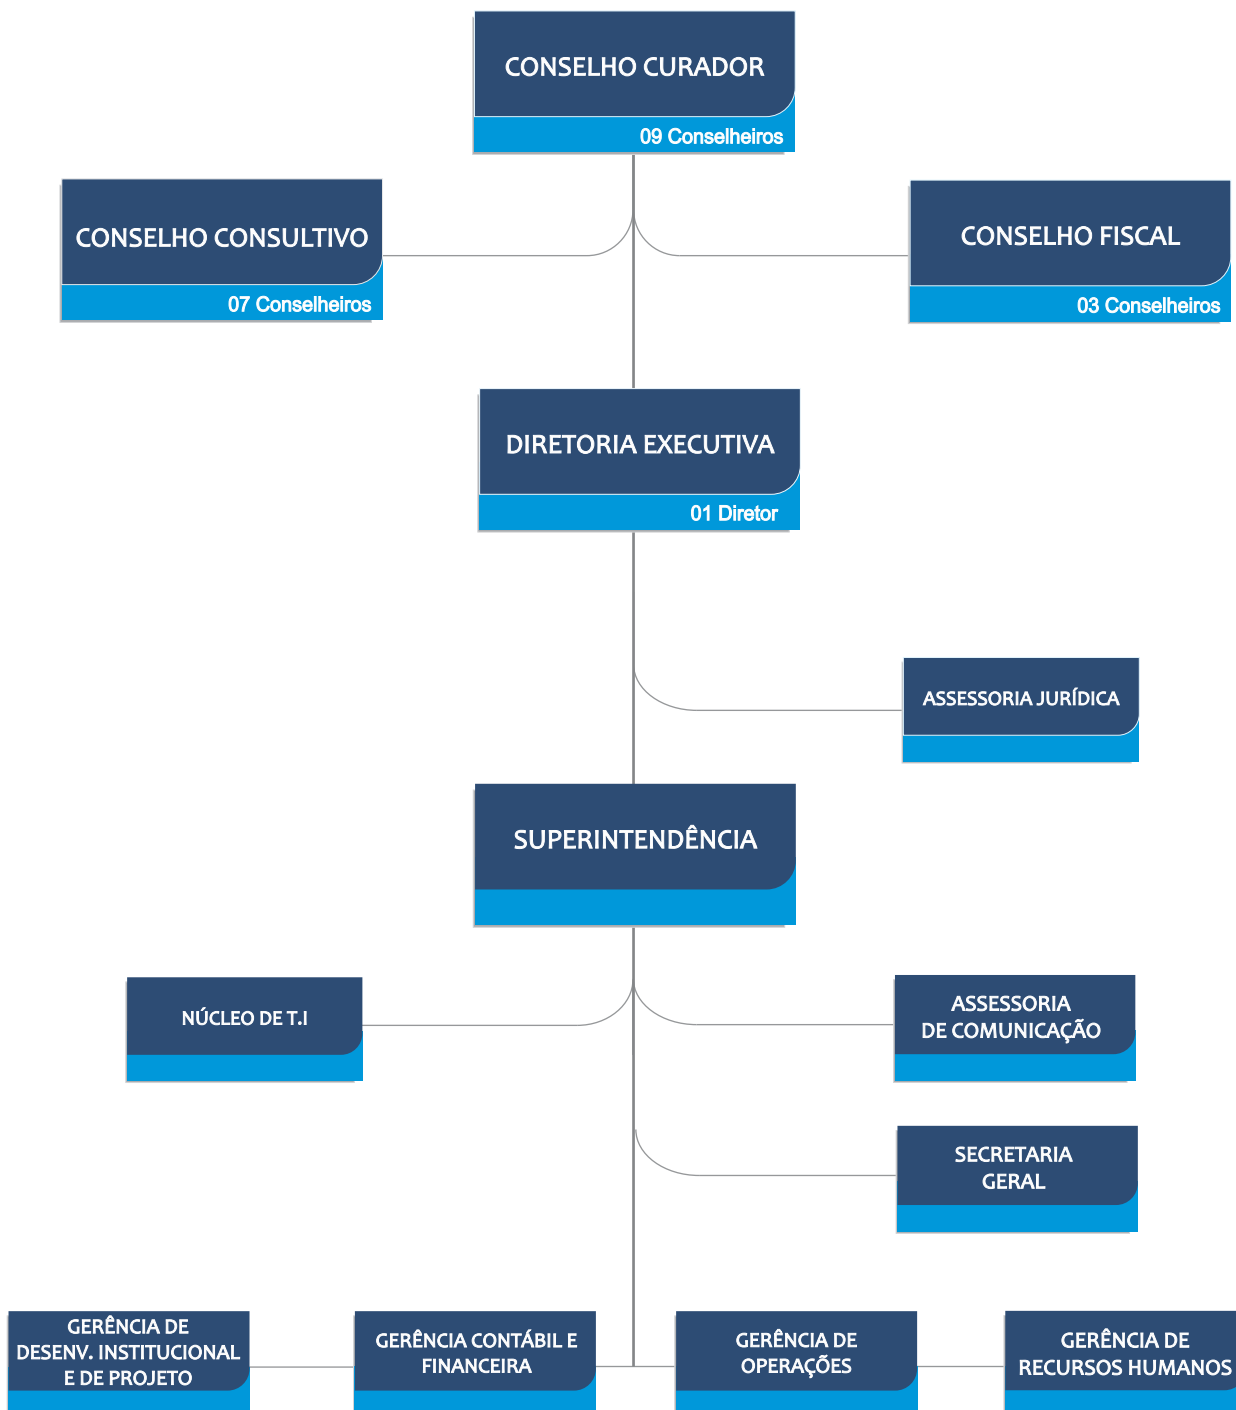 CONSELHO CURADOR
09 Conselheiros
CONSELHO CONSULTIVO
07 Conselheiros
CONSELHO FISCAL
03 Conselheiros
DIRETORIA EXECUTIVA
01 Diretor
ASSESSORIA JURÍDICA
SUPERINTENDÊNCIA
NÚCLEO DE T.I
ASSESSORIA
DE COMUNICAÇÃO
SECRETARIA
GERAL
GERÊNCIA DE
DESENV. INSTITUCIONAL
E DE PROJETO
GERÊNCIA CONTÁBIL E
FINANCEIRA
GERÊNCIA DE
OPERAÇÕES
GERÊNCIA DE
RECURSOS HUMANOS